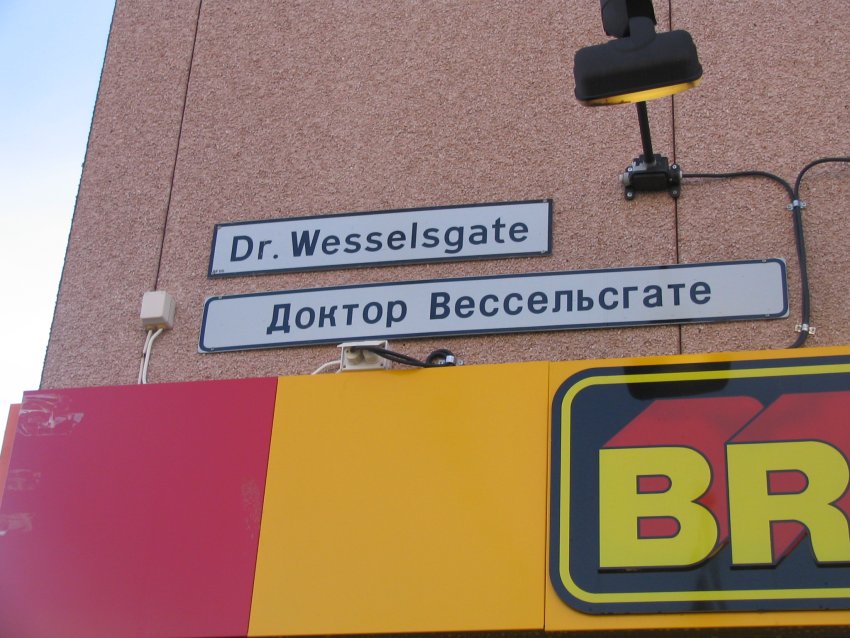 Dr. Wesselsgate
Доктор Вессельсгате
BR